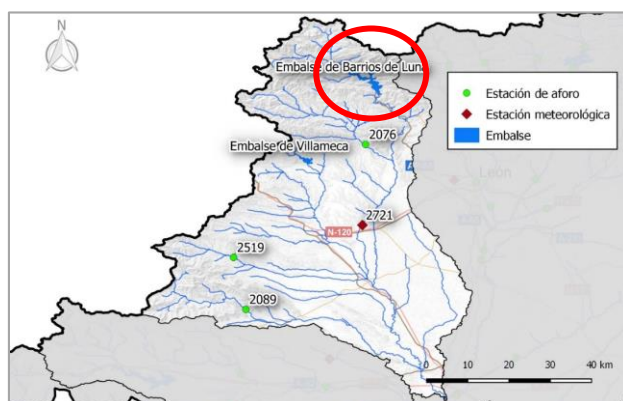 N
Embalse de Barrios de Luna
Estación de aforo
Estación meteorológica
Embalse
2076
Embalse de Villameca
León
2721
N-120
2519
2089
0 10 20 30 40 km